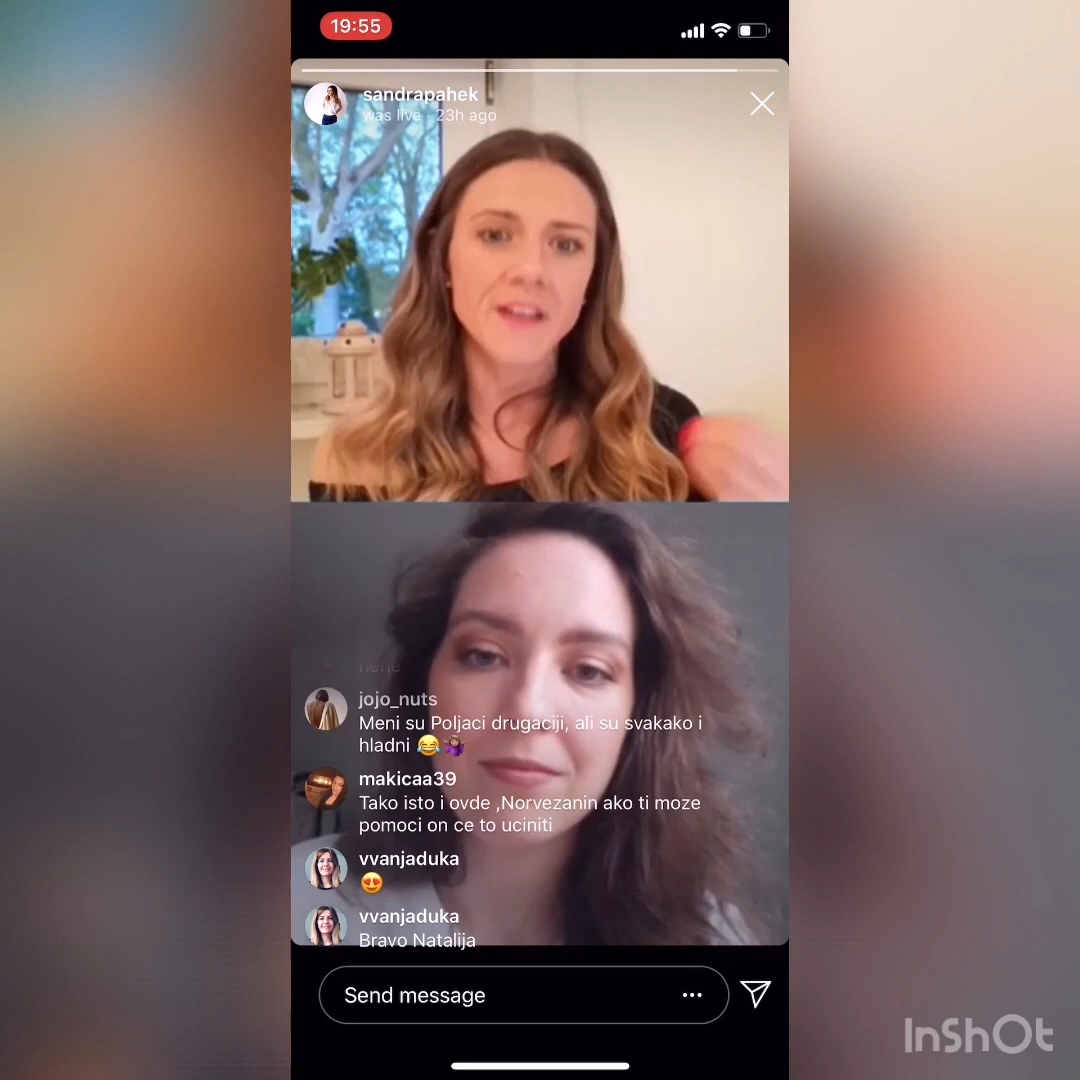 19:55
sandrapahek
was live · 23h ago
hehe
jojo_nuts
Meni su Poljaci drugaciji, ali su svakako i
hladni 😂🤷🏽‍♀️
makicaa39
Tako isto i ovde ,Norvezanin ako ti moze
pomoci on ce to uciniti
vvanjaduka
😍
vvanjaduka
Bravo Natalija
Send message
InShOt